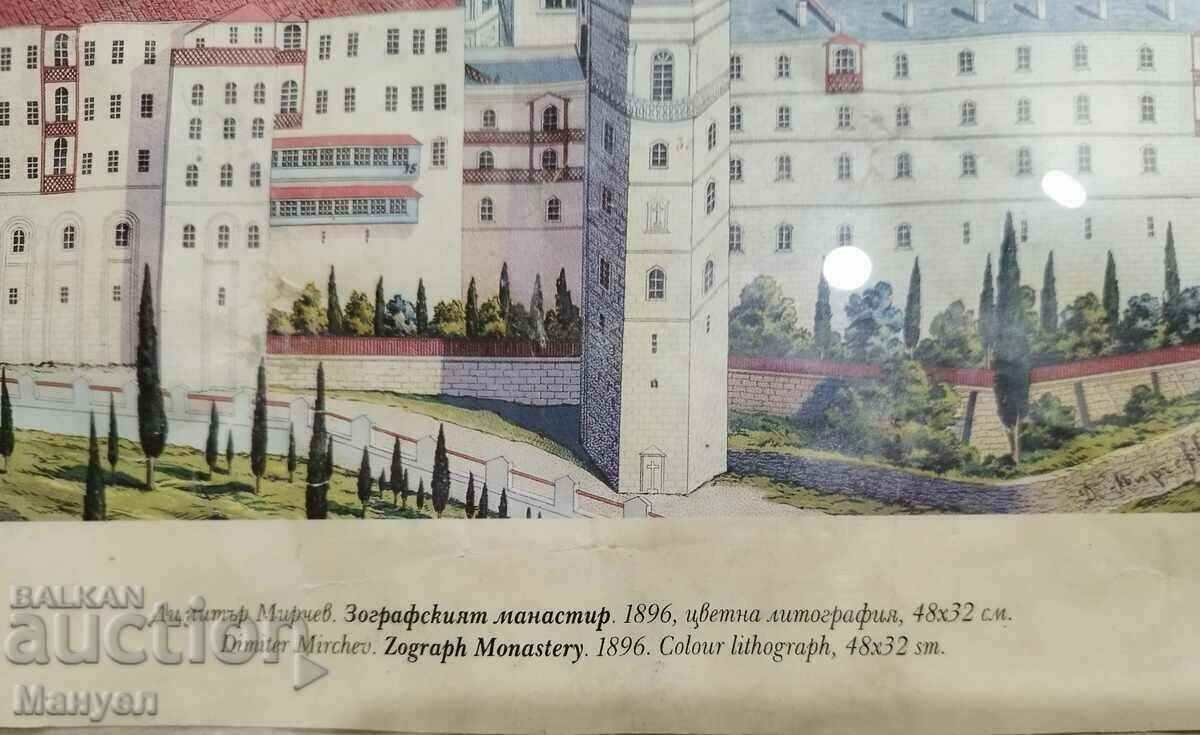 15
Димитър Мирчев. Зографският манастир. 1896, цветна литография, 48x32 см.
Dimiter Mirchev. Zograph Monastery. 1896. Colour lithograph, 48x32 sm.
BALKAN
auction
Мануел